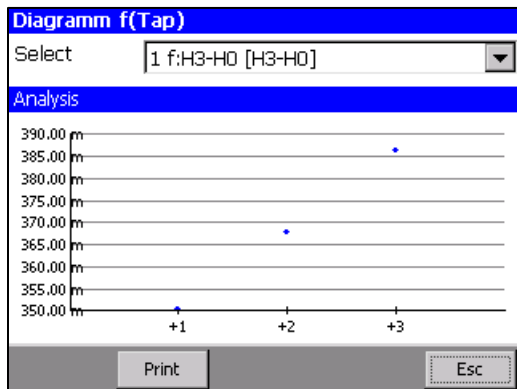 Diagramm f(Tap)
Select
1 f:H3-H0 [H3-H0]
Analysis
390.00 m
385.00 m
380.00 m
375.00 m
370.00 m
365.00 m
360.00 m
355.00 m
350.00 m
+1 +2 +3
Print Esc